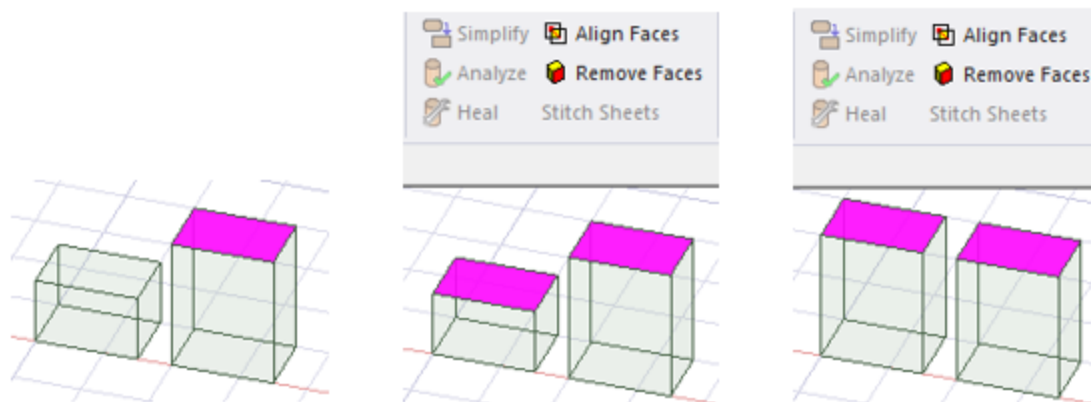 Simplify Align Faces
Analyze Remove Faces
Heal Stitch Sheets
Simplify Align Faces
Analyze Remove Faces
Heal Stitch Sheets